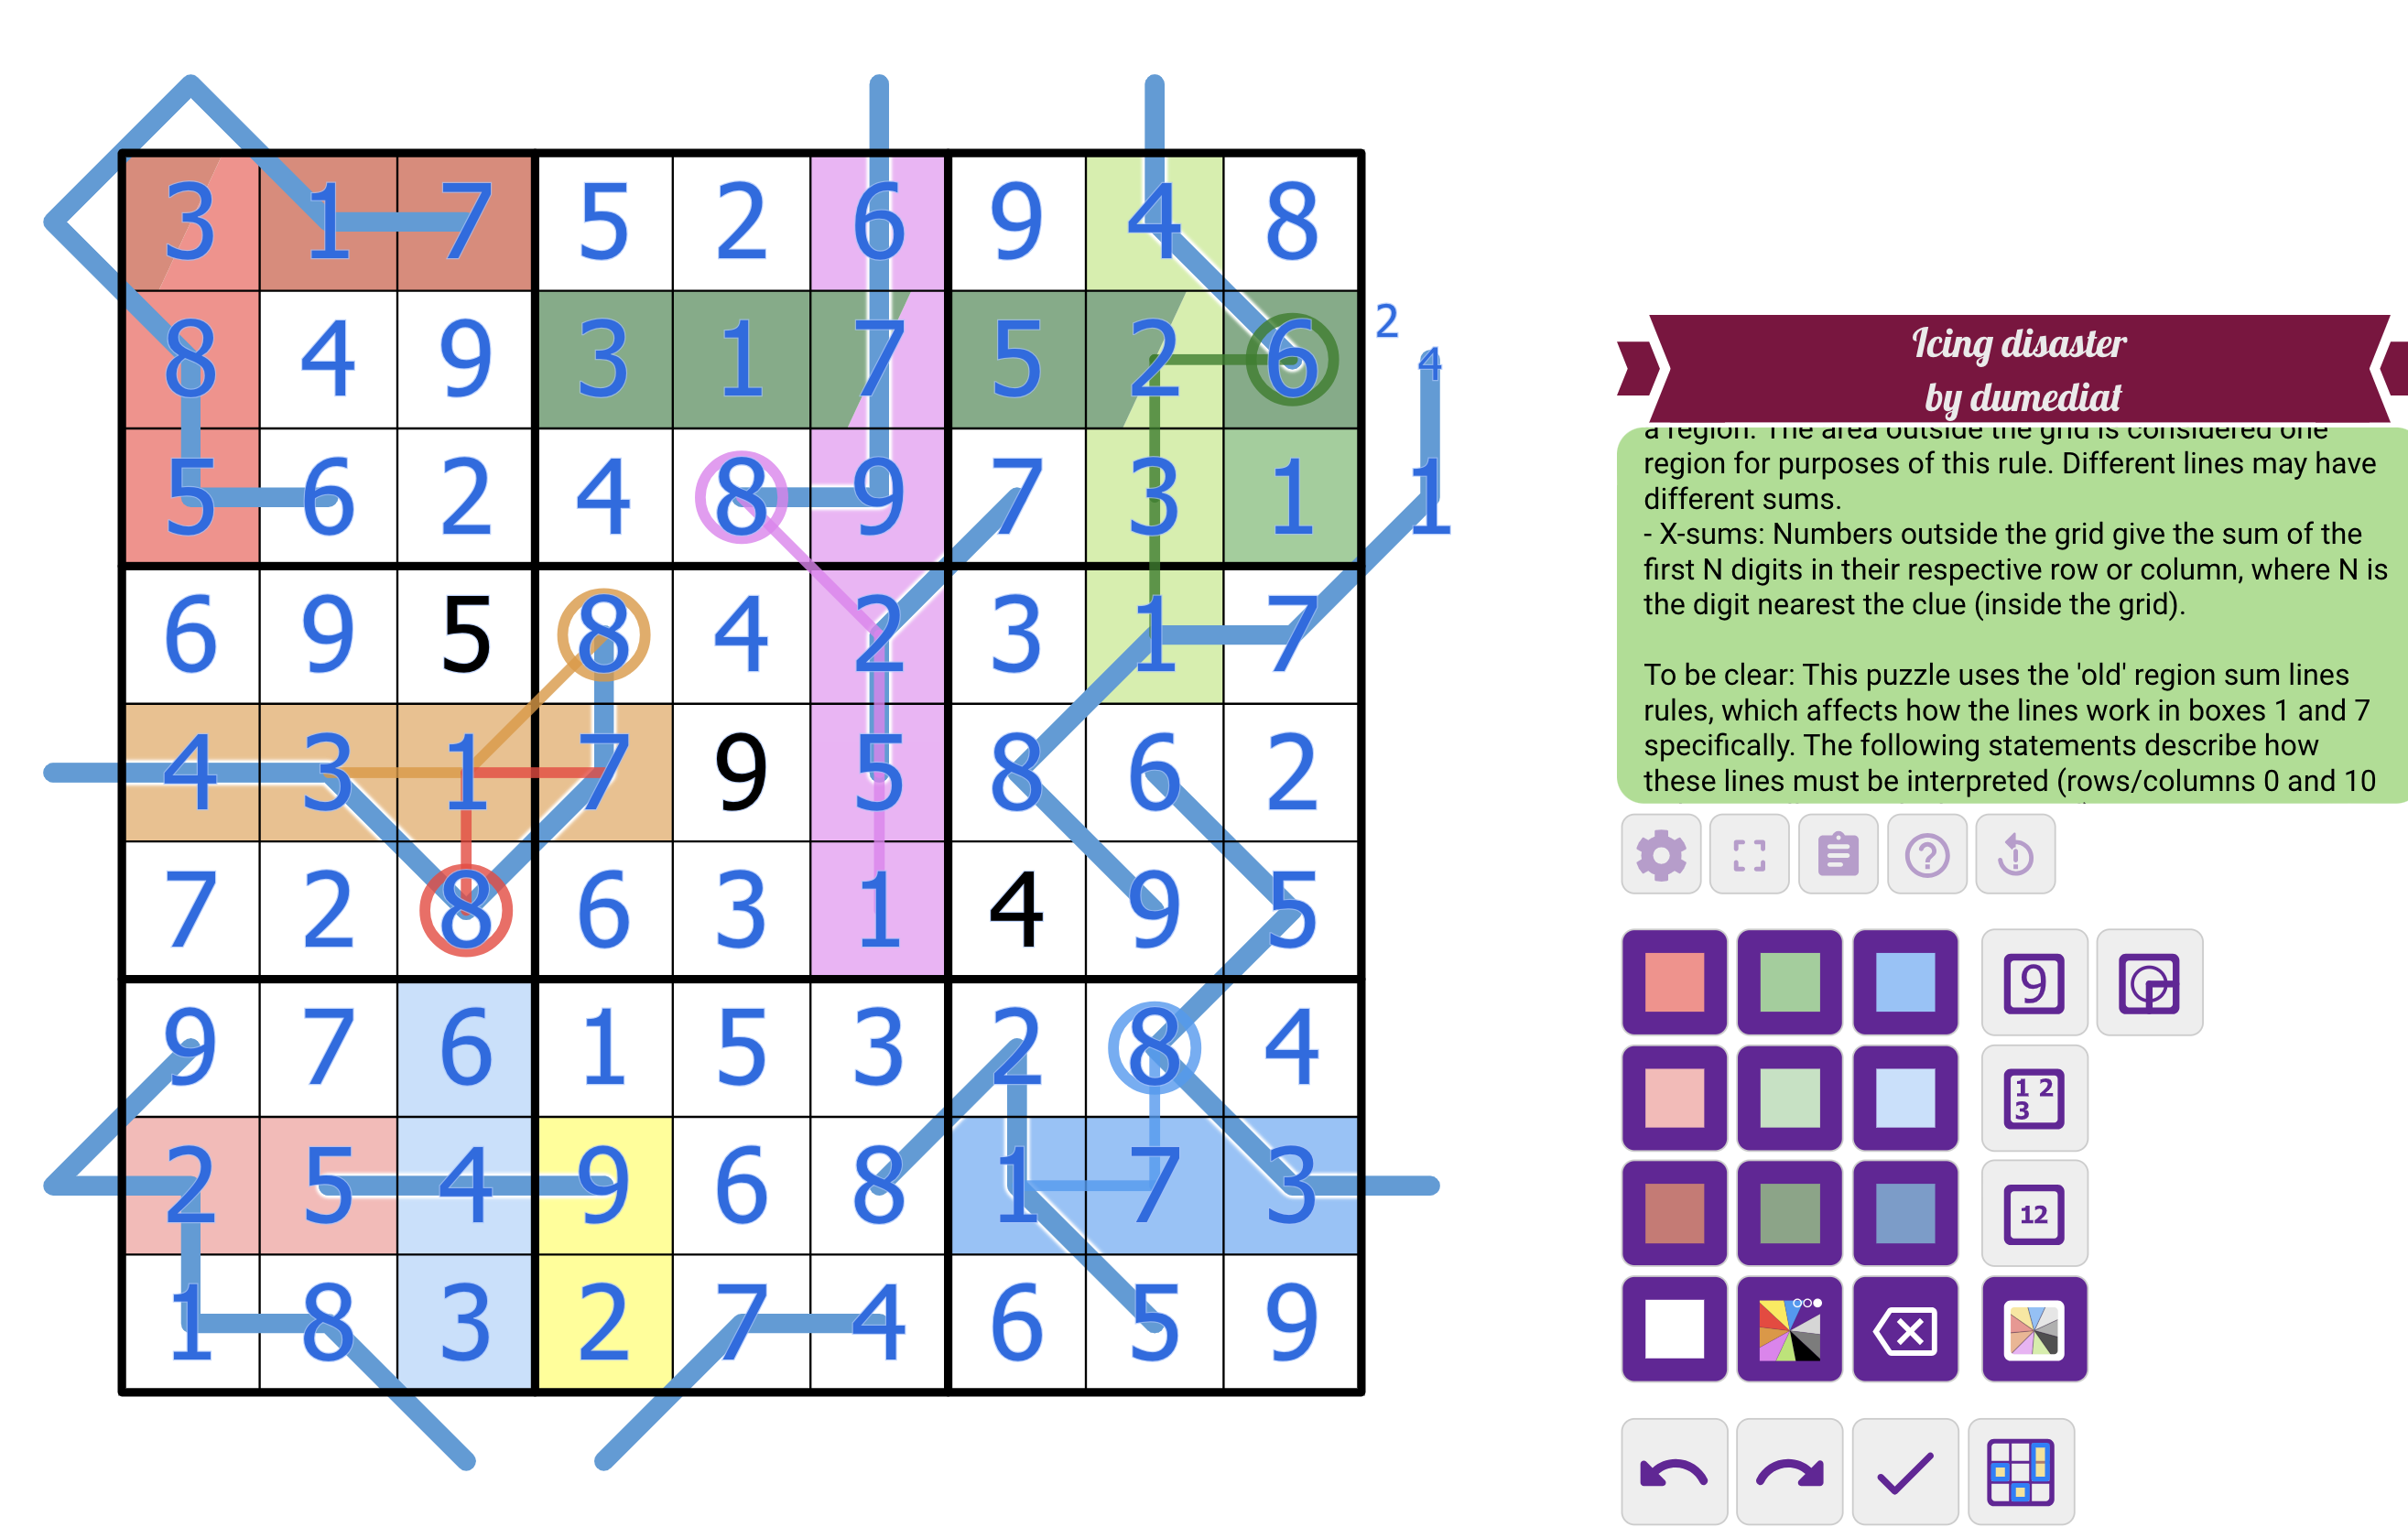 3 1 7 5 2 6 9 4 8
8 4 9 3 1 7 5 2 6 2 4
5 6 2 4 8 9 7 3 1 1
6 9 5 8 4 2 3 1 7
4 3 1 7 9 5 8 6 2
7 2 8 6 3 1 4 9 5
9 7 6 1 5 3 2 8 4
2 5 4 9 6 8 1 7 3
1 8 3 2 7 4 6 5 9
Icing disaster
by dumediat
a region. The area outside the grid is considered one
region for purposes of this rule. Different lines may have
different sums.
- X-sums: Numbers outside the grid give the sum of the
first N digits in their respective row or column, where N is
the digit nearest the clue (inside the grid).
To be clear: This puzzle uses the 'old' region sum lines
rules, which affects how the lines work in boxes 1 and 7
specifically. The following statements describe how
these lines must be interpreted (rows/columns 0 and 10
9
1 2
3
12